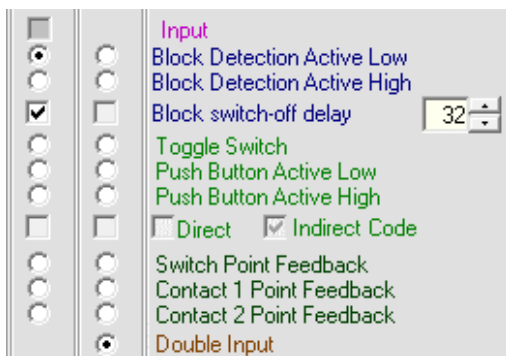 Input
Block Detection Active Low
Block Detection Active High
Block switch-off delay 32
Toggle Switch
Push Button Active Low
Push Button Active High
Direct Indirect Code
Switch Point Feedback
Contact 1 Point Feedback
Contact 2 Point Feedback
Double Input